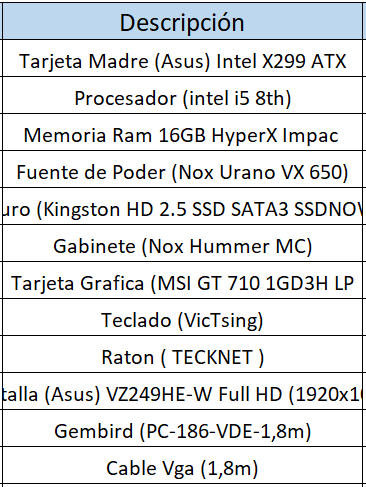 Descripción
Tarjeta Madre (Asus) Intel X299 ATX
Procesador (intel i5 8th)
Memoria Ram 16GB HyperX Impac
Fuente de Poder (Nox Urano VX 650)
uro (Kingston HD 2.5 SSD SATA3 SSDNOV
Gabinete (Nox Hummer MC)
Tarjeta Grafica (MSI GT 710 1GD3H LP
Teclado (VicTsing)
Raton ( TECKNET )
talla (Asus) VZ249HE-W Full HD (1920x10
Gembird (PC-186-VDE-1,8m)
Cable Vga (1,8m)